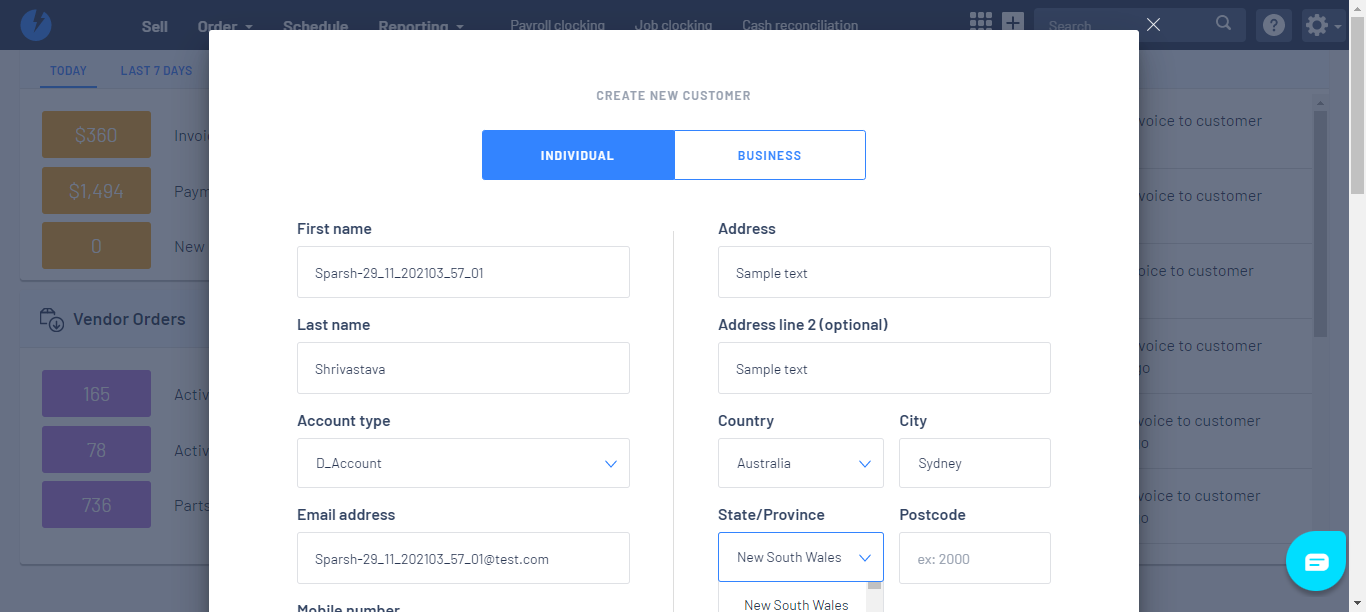 Sell Order Schedule Reporting Payroll clocking Job clocking Cash reconciliation Search
TODAY LAST 7 DAYS
$360
$1,494
0 New
Vendor Orders
165
78
736 Parts
CREATE NEW CUSTOMER
INDIVIDUAL BUSINESS
First name
Sparsh-29_11_202103_57_01
Last name
Shrivastava
Account type
D_Account
Email address
Sparsh-29_11_202103_57_01@test.com
Mobile number
Address
Sample text
Address line 2 (optional)
Sample text
Country City
Australia Sydney
State/Province Postcode
New South Wales ex: 2000
New South Wales
voice to customer
voice to customer
oice to customer
voice to customer
go
voice to customer
o
voice to customer
o